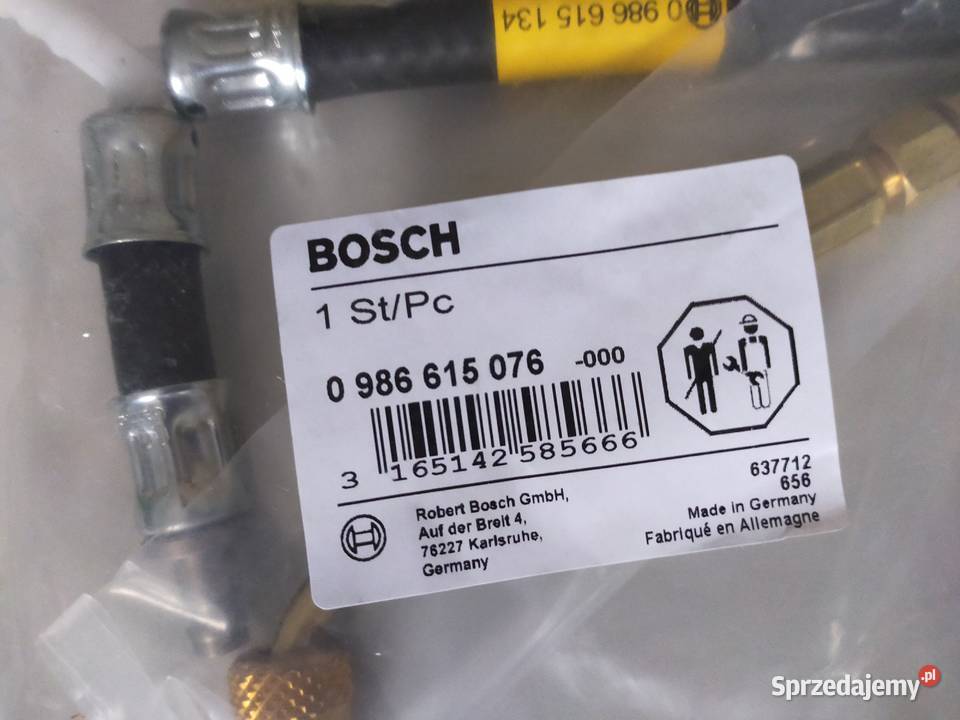 0 986 615 134
BOSCH
1 St/Pc
0 986 615 076 -000
3 165142 585666
637712
656
Robert Bosch GmbH,
Auf der Breit 4,
76227 Karlsruhe,
Germany
Made in Germany
Fabriqué en Allemagne
Sprzedajemy.pl